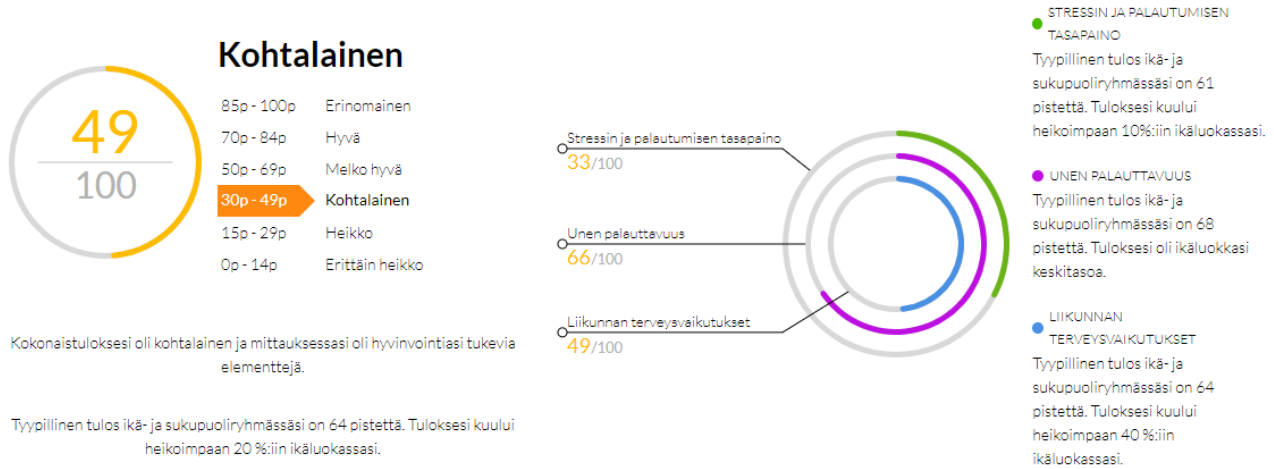 Kohtalainen
49
100
85p - 100p Erinomainen
70p - 84p Hyvä
50p - 69p Melko hyvä
30p - 49p Kohtalainen
15p - 29p Heikko
0p - 14p Erittäin heikko
Kokonaistuloksesi oli kohtalainen ja mittauksessasi oli hyvinvointiasi tukevia
elementtejä.
Tyypillinen tulos ikä- ja sukupuoliryhmässäsi on 64 pistettä. Tuloksesi kuului
heikoimpaan 20 %:iin ikäluokassasi.
Stressin ja palautumisen tasapaino
33/100
Unen palauttavuus
66/100
Liikunnan terveysvaikutukset
49/100
STRESSIN JA PALAUTUMISEN
TASAPAINO
Tyypillinen tulos ikä- ja
sukupuoliryhmässäsi on 61
pistettä. Tuloksesi kuului
heikoimpaan 10%:iin ikäluokassasi.
UNEN PALAUTTAVUUS
Tyypillinen tulos ikä- ja
sukupuoliryhmässäsi on 68
pistettä. Tuloksesi oli ikäluokkasi
keskitasoa.
LIIKUNNAN
TERVEYSVAIKUTUKSET
Tyypillinen tulos ikä- ja
sukupuoliryhmässäsi on 64
pistettä. Tuloksesi kuului
heikoimpaan 40 %:iin
ikäluokassasi.